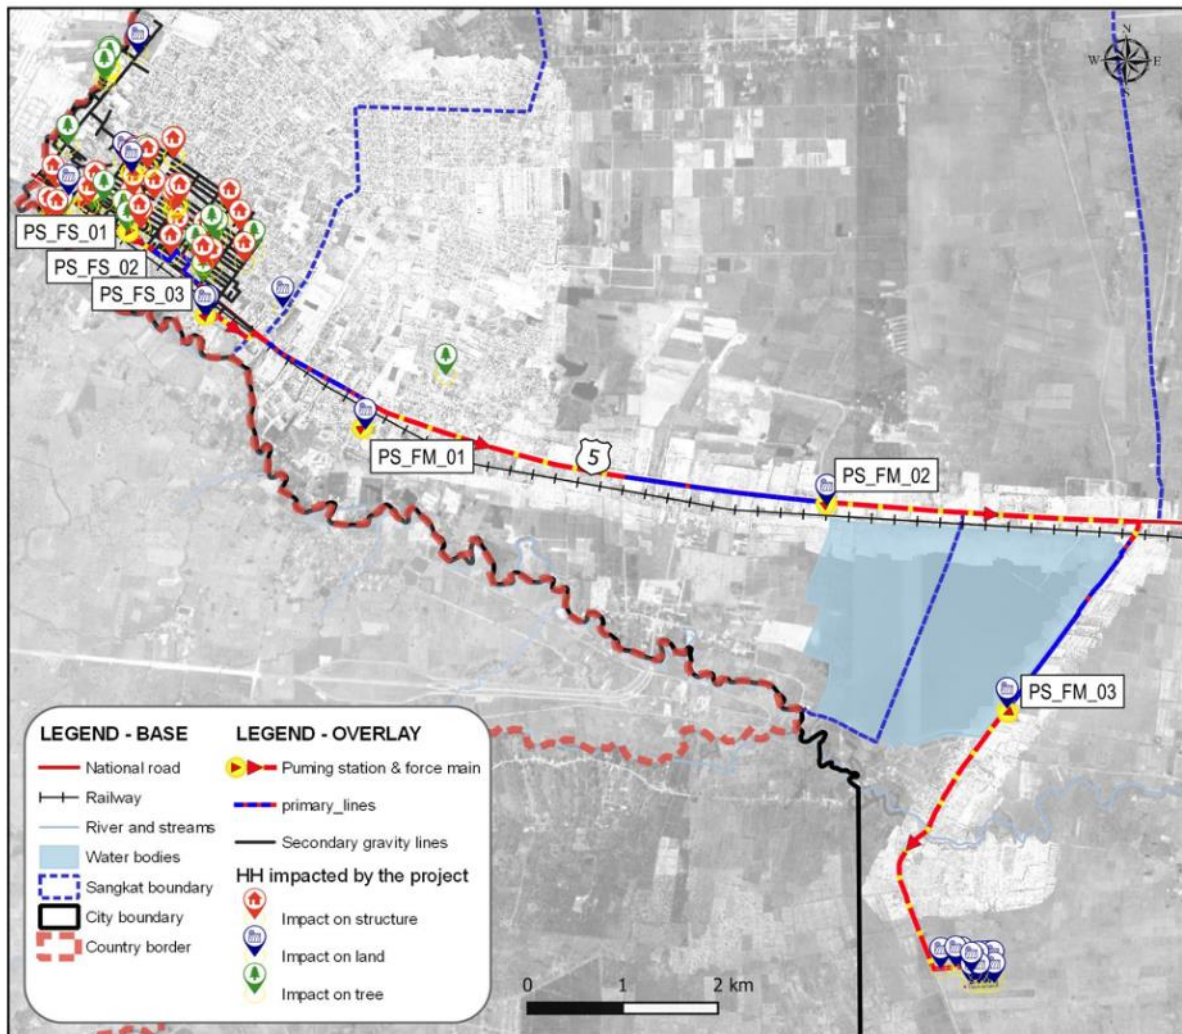 N
W E
S
PS_FS_01
PS_FS_02
PS_FS_03
PS_FM_01
5
PS_FM_02
PS_FM_03
LEGEND - BASE
National road
Railway
River and streams
Water bodies
Sangkat boundary
City boundary
Country border
LEGEND - OVERLAY
Puming station & force main
primary_lines
Secondary gravity lines
HH impacted by the project
Impact on structure
Impact on land
Impact on tree
0 1 2 km